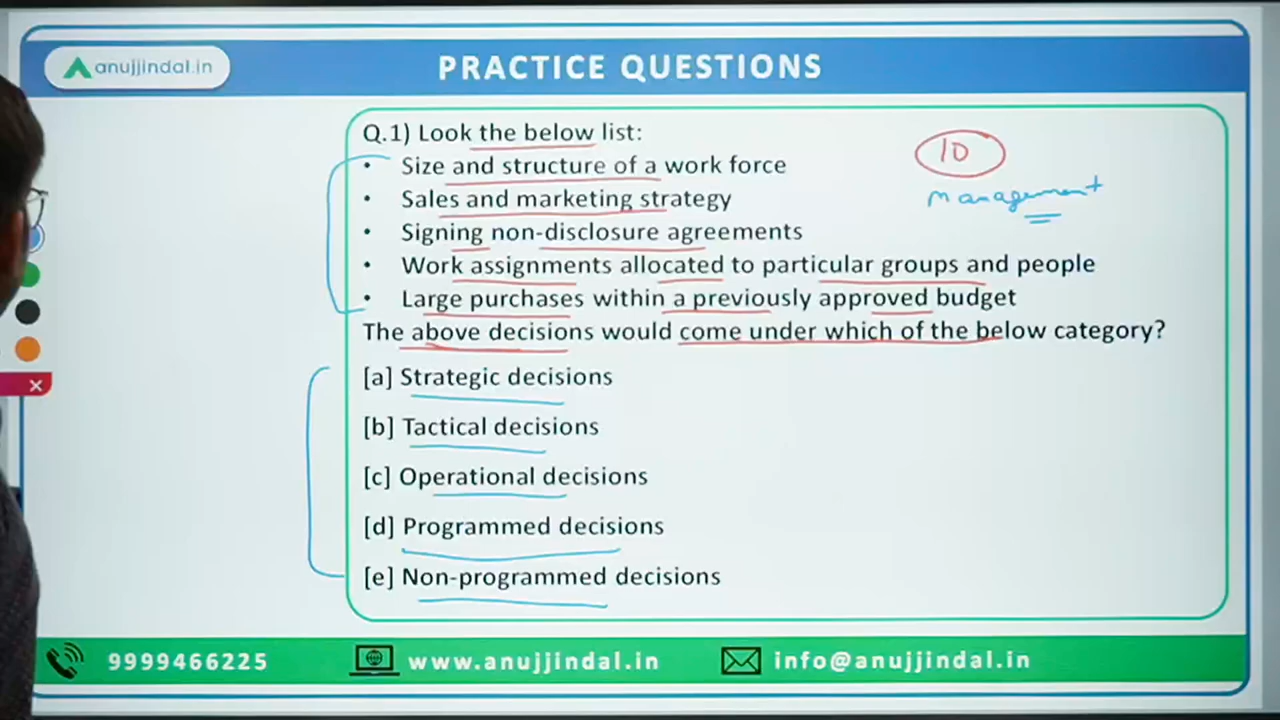 anujjindal.in
PRACTICE QUESTIONS
Q.1) Look the below list:
• Size and structure of a work force
• Sales and marketing strategy
• Signing non-disclosure agreements
• Work assignments allocated to particular groups and people
• Large purchases within a previously approved budget
The above decisions would come under which of the below category?
[a] Strategic decisions
[b] Tactical decisions
[c] Operational decisions
[d] Programmed decisions
[e] Non-programmed decisions
10
management
9999466225
www.anujjindal.in
info@anujjindal.in